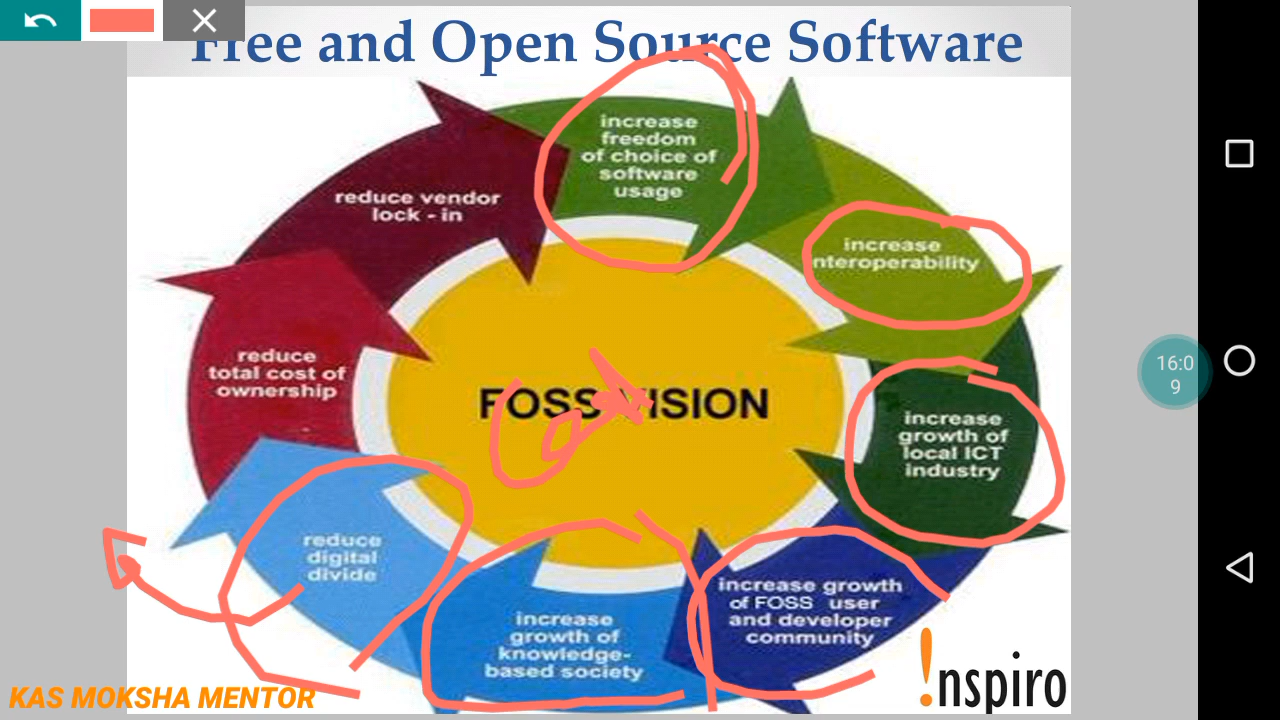 Free and Open Source Software
increase
freedom
of choice of
software
usage
increase
nteroperability
increase
growth of
local ICT
industry
increase growth
of FOSS user
and developer
community
increase
growth of
knowledge-
based society
reduce
digital
divide
reduce
total cost of
ownership
reduce vendor
lock - in
FOSS VISION
!nspiro
KAS MOKSHA MENTOR
16:0
9